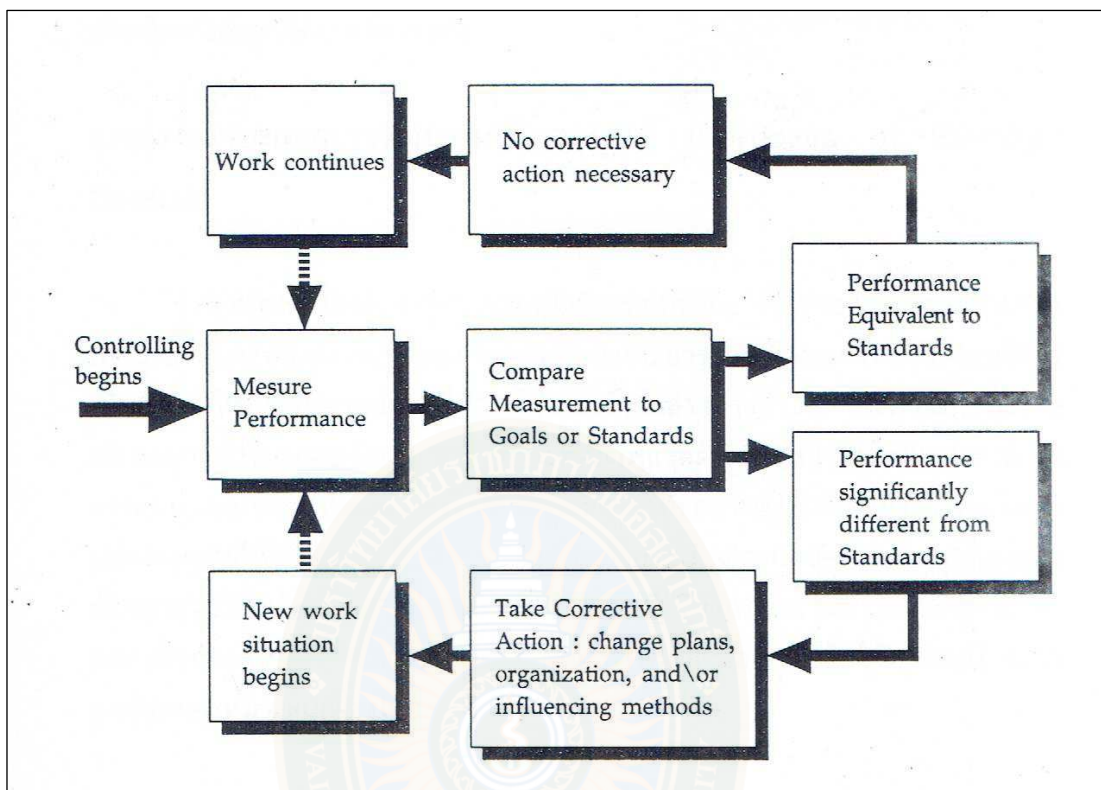 Work continues
No corrective
action necessary
Performance
Equivalent to
Standards
Controlling
begins
Mesure
Performance
Compare
Measurement to
Goals or Standards
Performance
significantly
different from
Standards
New work
situation
begins
Take Corrective
Action : change plans,
organization, and\or
influencing methods